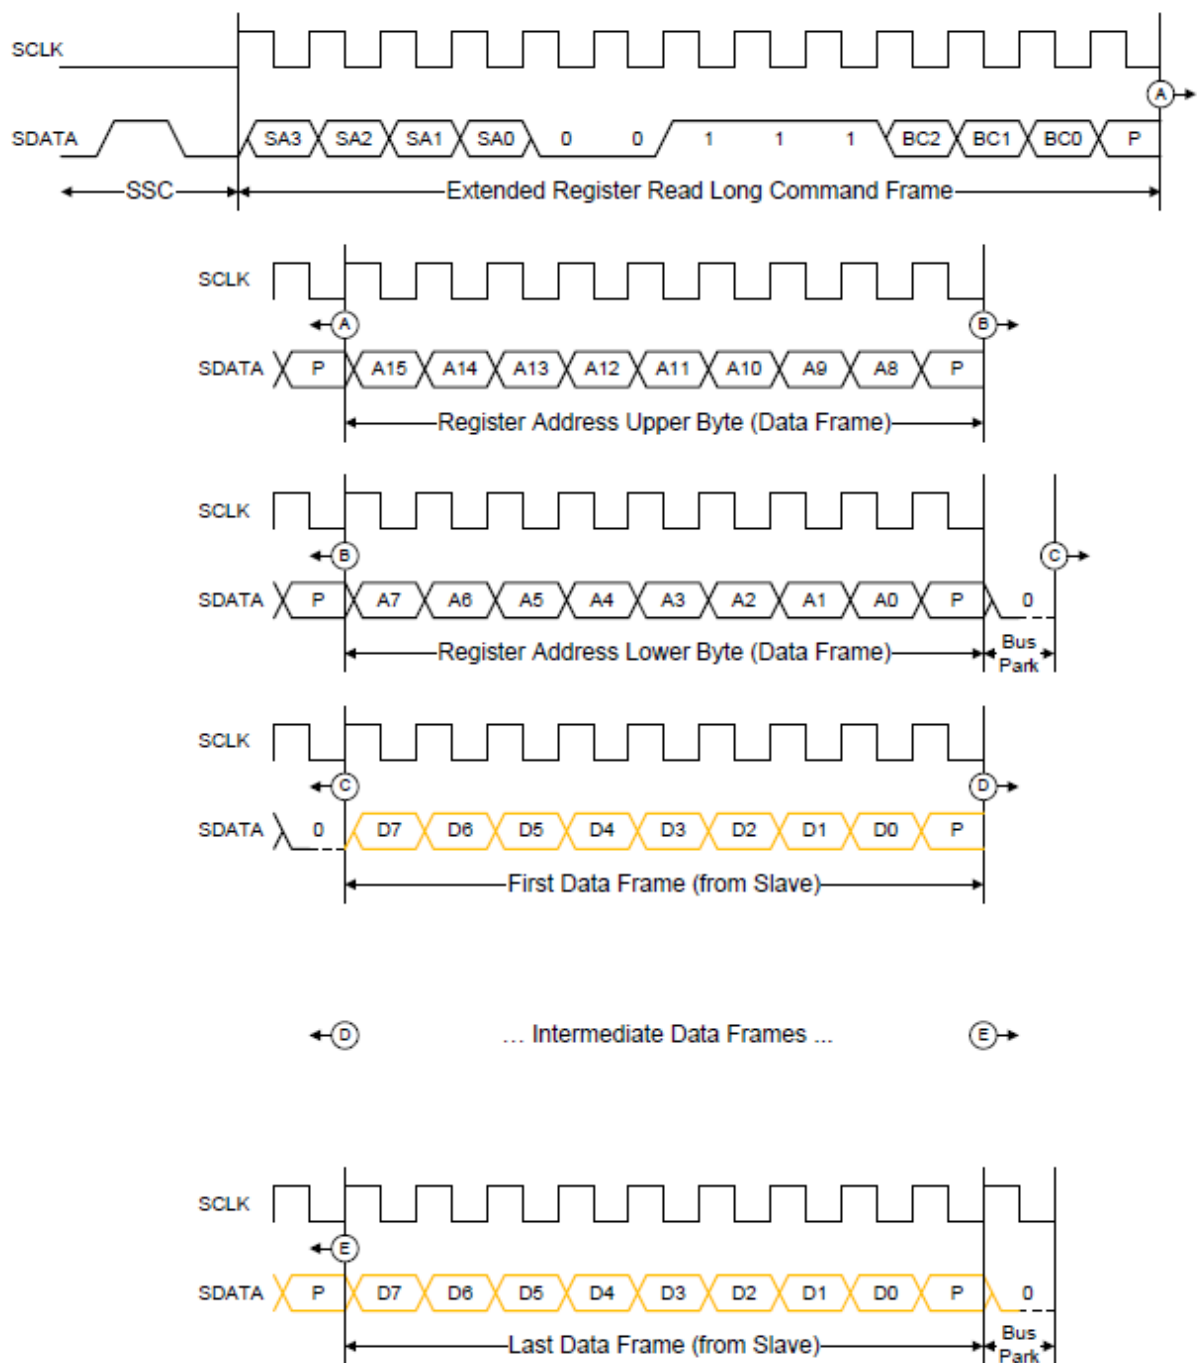 SCLK
A
SDATA SA3 SA2 SA1 SA0 0 0 1 1 1 BC2 BC1 BC0 P
SSC Extended Register Read Long Command Frame
SCLK
A B
SDATA P A15 A14 A13 A12 A11 A10 A9 A8 P
Register Address Upper Byte (Data Frame)
SCLK
B C
SDATA P A7 A6 A5 A4 A3 A2 A1 A0 P 0
Register Address Lower Byte (Data Frame) Bus Park
SCLK
C D
SDATA 0 D7 D6 D5 D4 D3 D2 D1 D0 P
First Data Frame (from Slave)
D ... Intermediate Data Frames ... E
SCLK
E
SDATA P D7 D6 D5 D4 D3 D2 D1 D0 P 0
Last Data Frame (from Slave) Bus Park